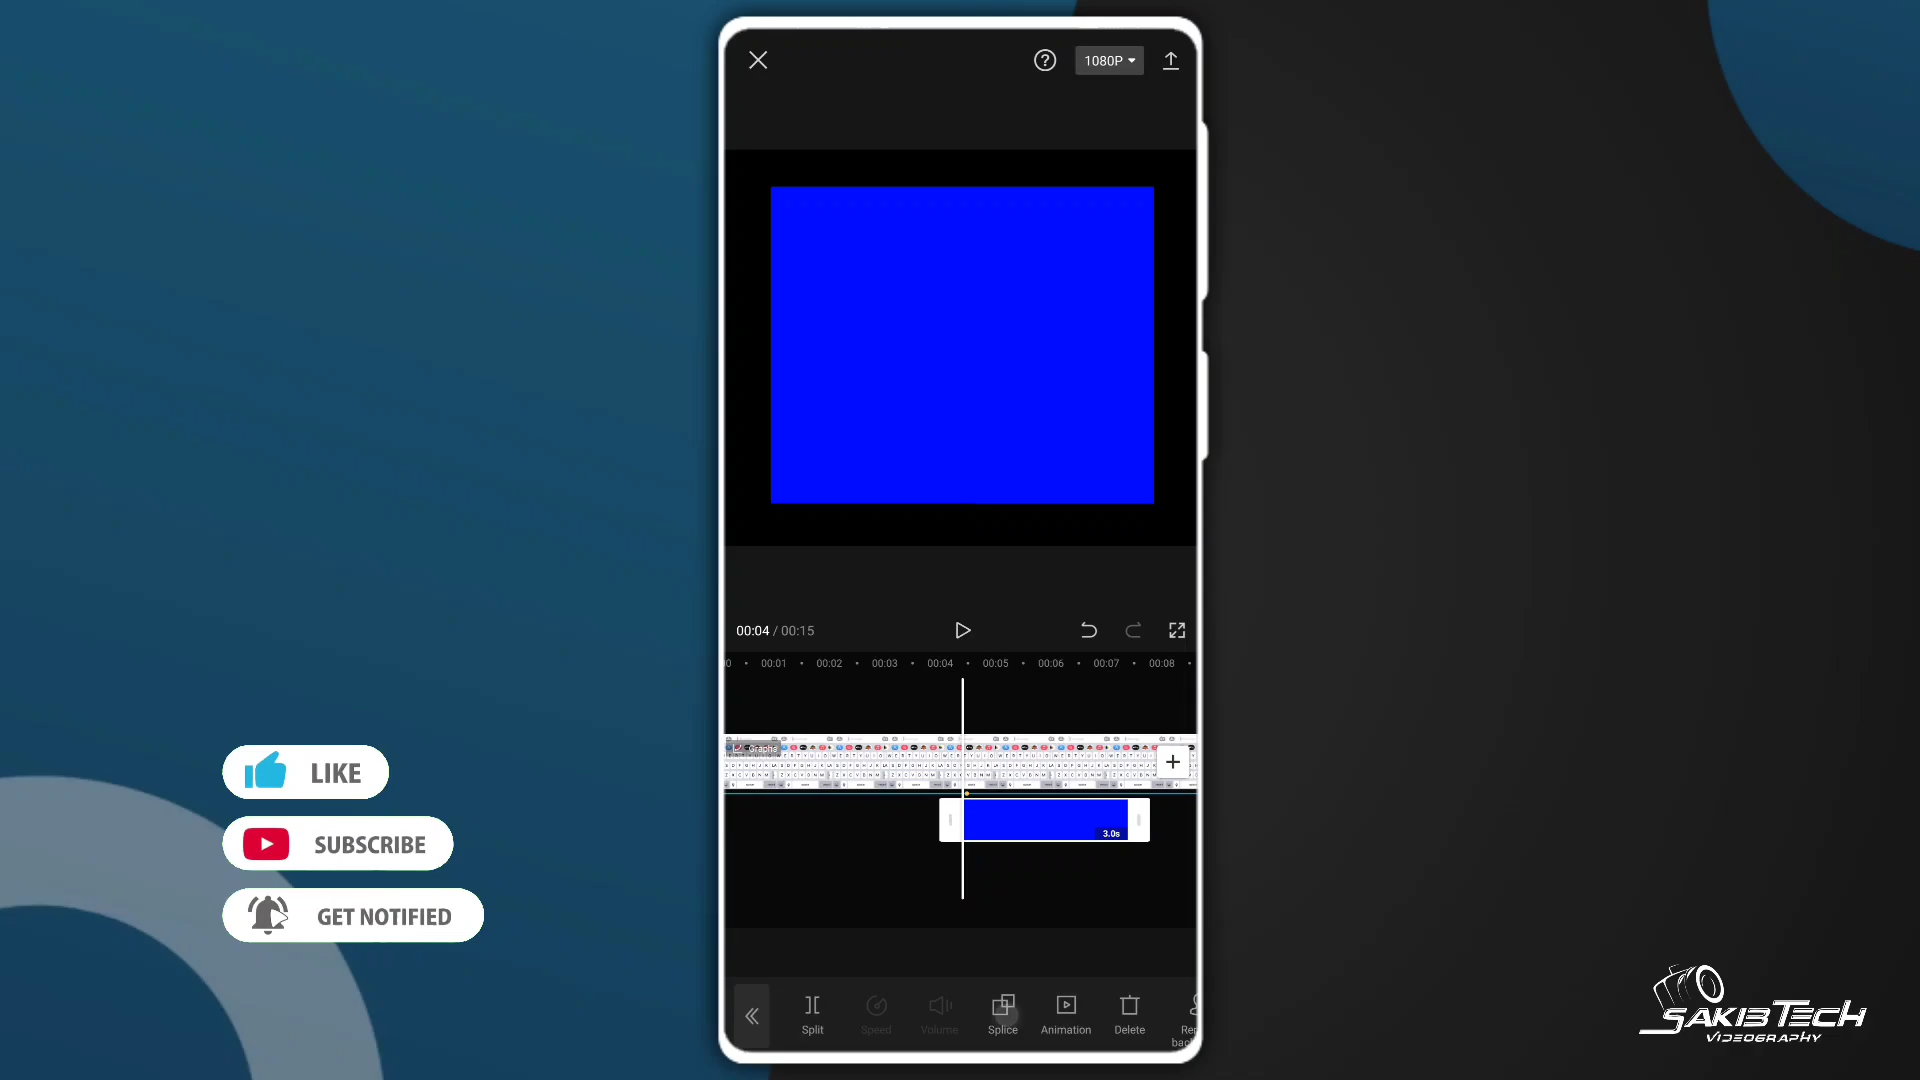 1080P
00:04 / 00:15
00:01 00:02 00:03 00:04 00:05 00:06 00:07 00:08
Graphs
3.0s
LIKE
SUBSCRIBE
GET NOTIFIED
Split Speed Volume Splice Animation Delete
SAKIB TECH
VIDEOGRAPHY